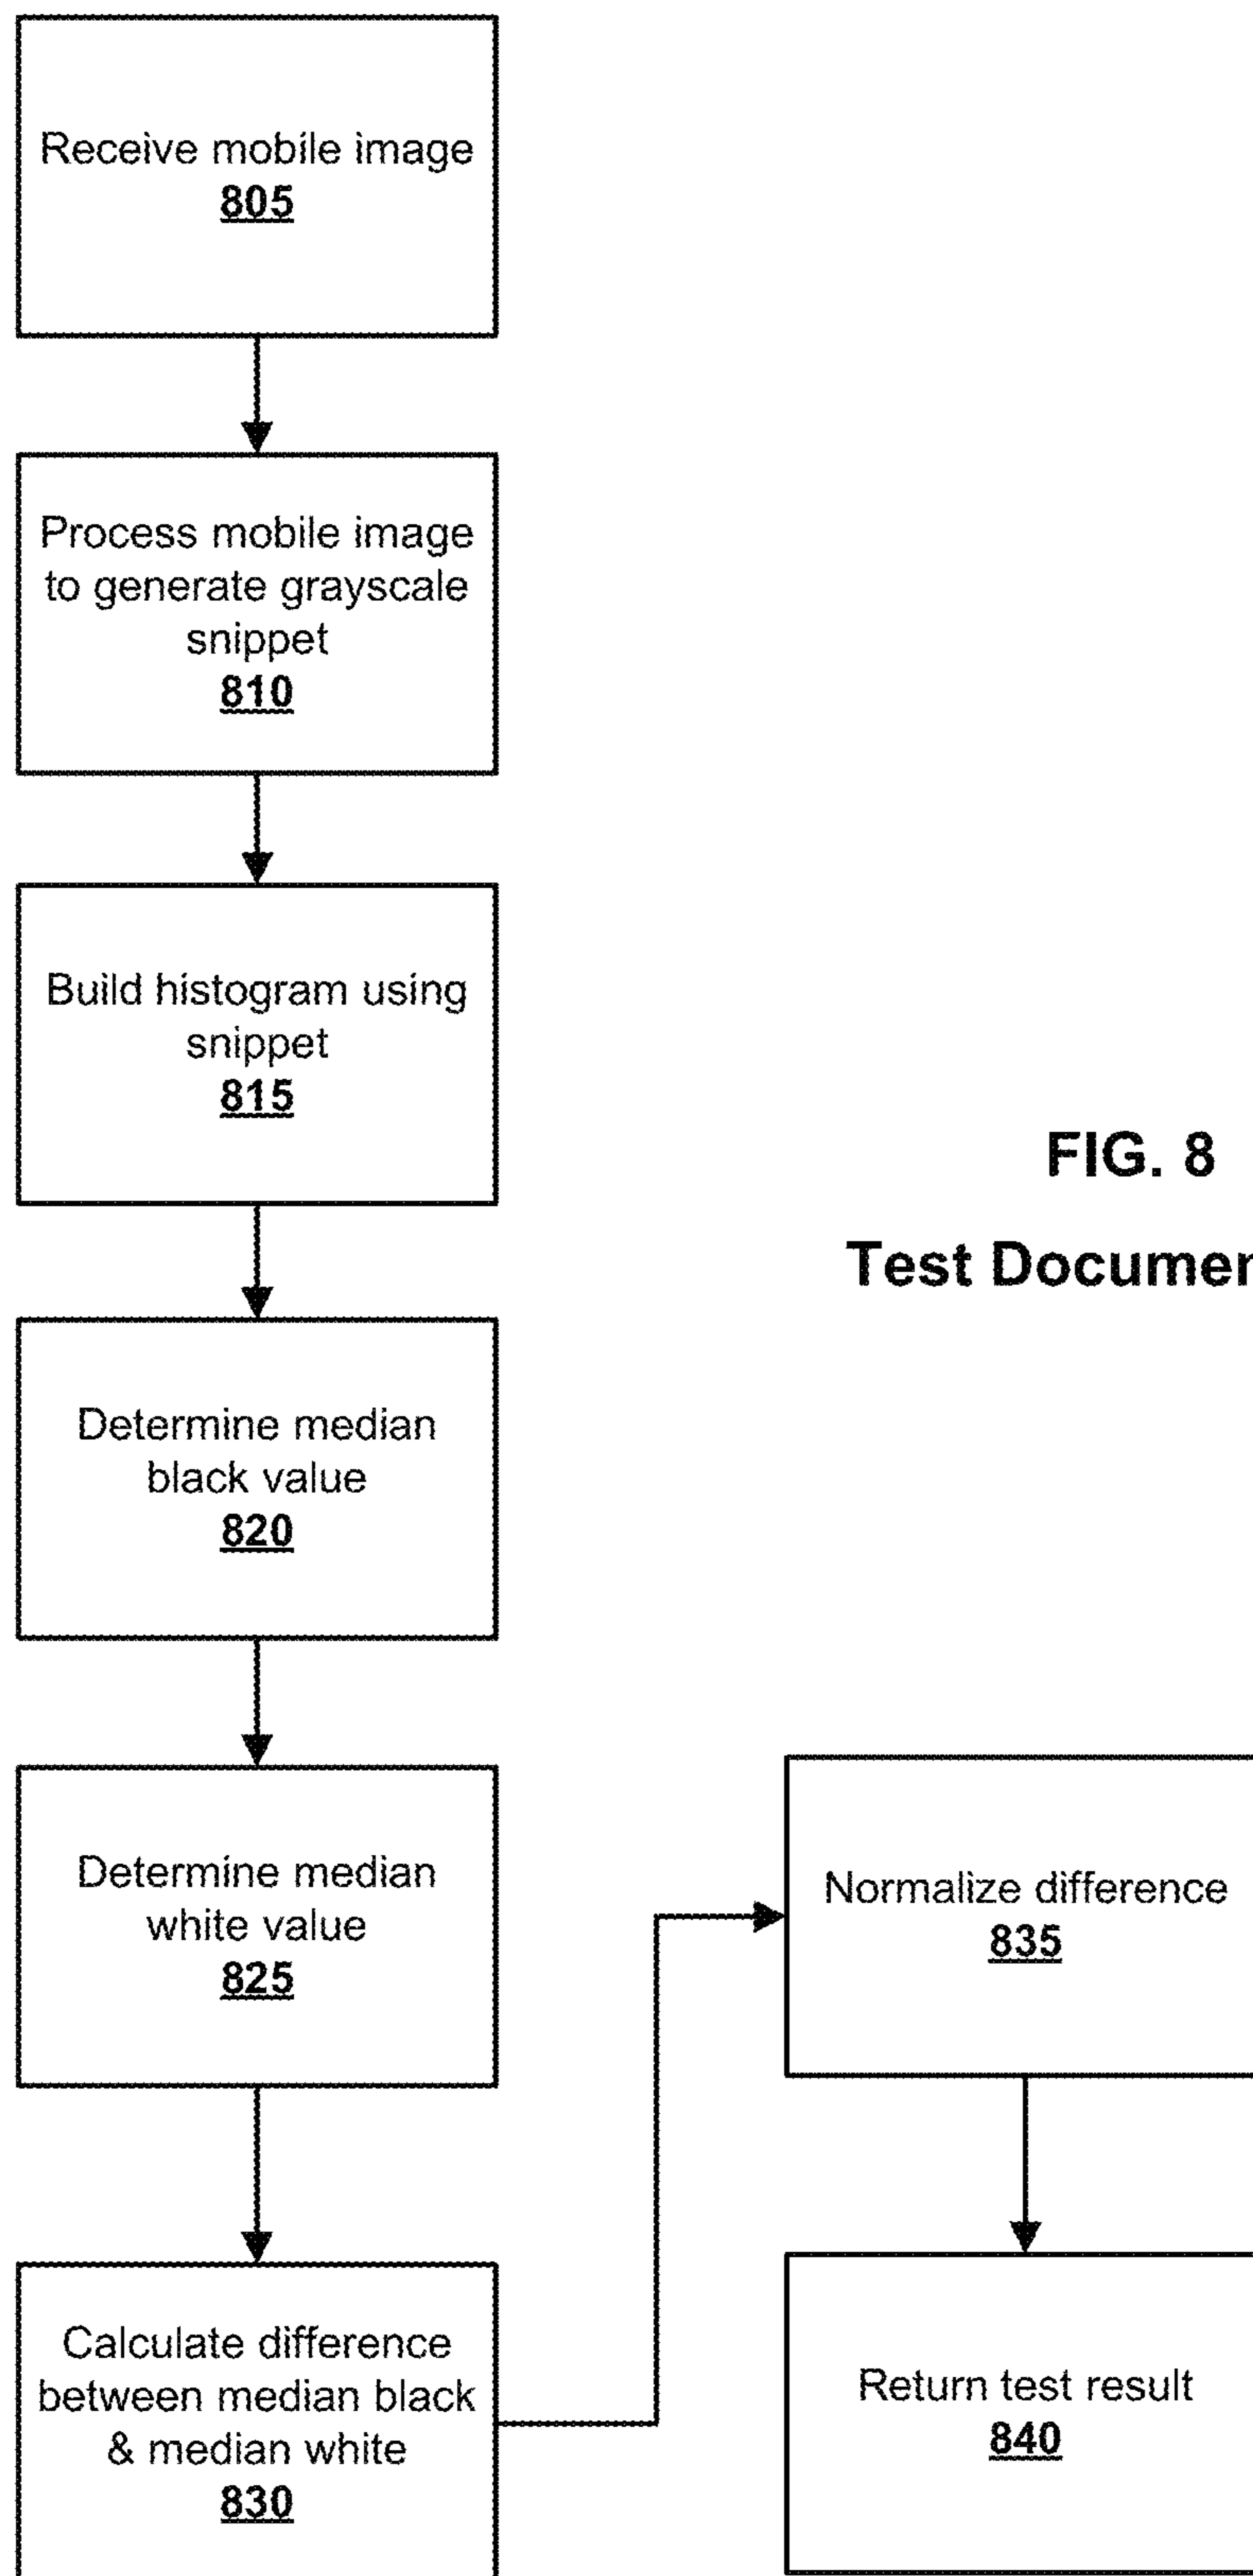 Receive mobile image
805
Process mobile image
to generate grayscale
snippet
810
Build histogram using
snippet
815
FIG. 8
Test
Determine median
black value
820
Determine median
white value
825
Calculate difference
between median black
& median white
830
Normalize difference
835
Return test result
840